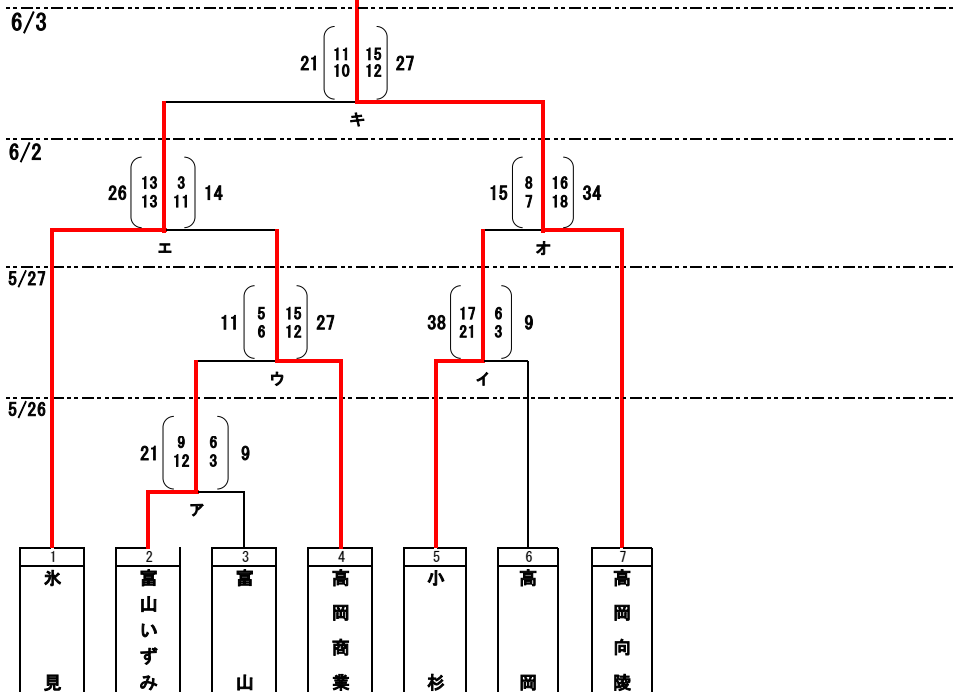 6/3
21 11 15 27
10 12
キ
6/2
26 13 3 14
13 11
エ
15 8 16 34
7 18
オ
5/27
11 5 15 27
6 12
ウ
38 17 6 9
21 3
イ
5/26
21 9 6 9
12 3
ア
1 2 3 4 5 6 7
氷見
富山いずみ
富山
高岡商業
小杉
高岡
高岡向陵